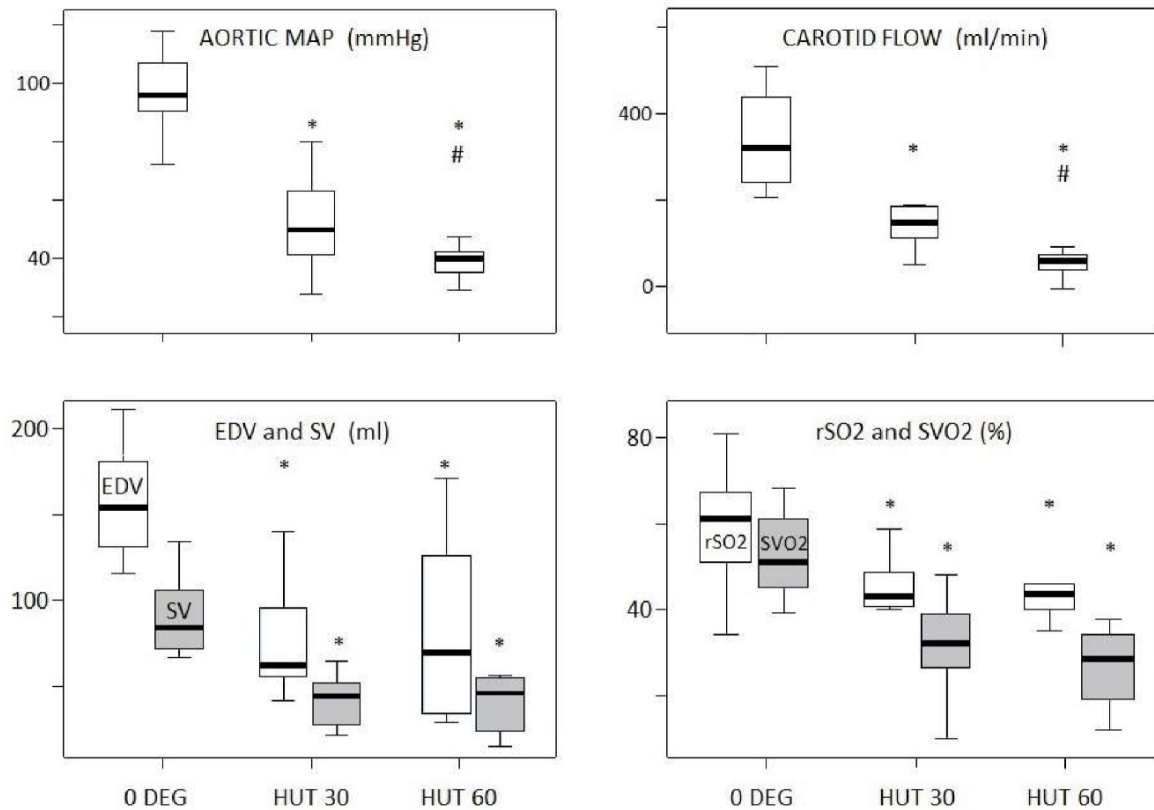 AORTIC MAP (mmHg)
100
*
*
#
40
CAROTID FLOW (ml/min)
400
*
*
#
0
EDV and SV (ml)
200
*
*
EDV
100
SV
*
*
rSO2 and SVO2 (%)
80
*
*
rSO2
SVO2
*
*
40
0 DEG
HUT 30
HUT 60
0 DEG
HUT 30
HUT 60